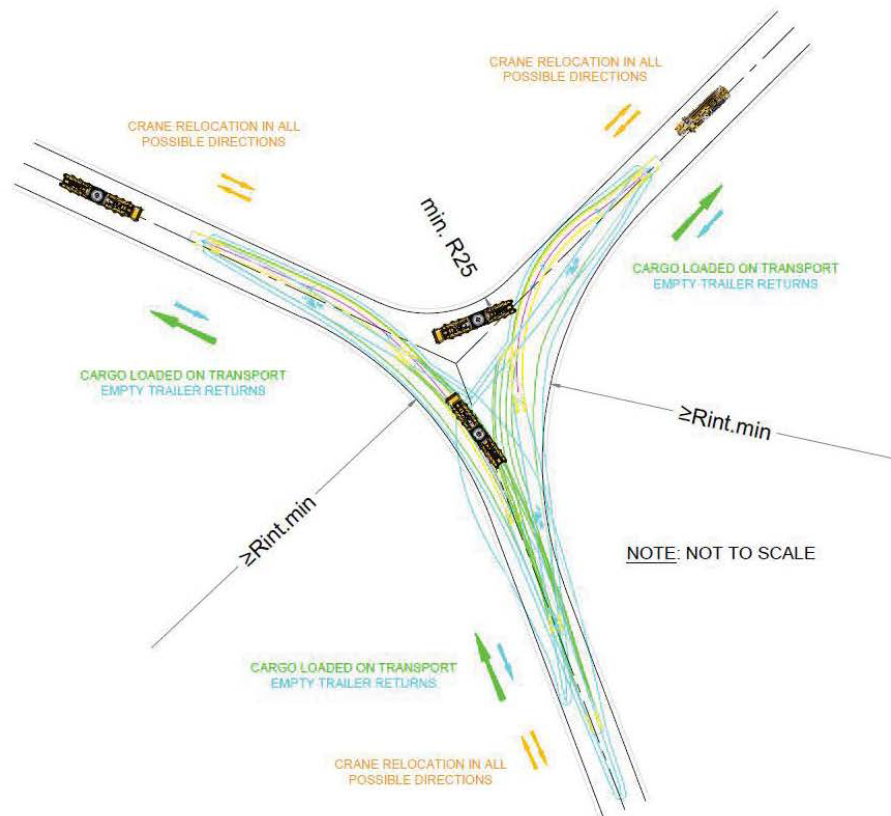 CRANE RELOCATION IN ALL
POSSIBLE DIRECTIONS
CRANE RELOCATION IN ALL
POSSIBLE DIRECTIONS
min. R25
CARGO LOADED ON TRANSPORT
EMPTY TRAILER RETURNS
CARGO LOADED ON TRANSPORT
EMPTY TRAILER RETURNS
≥Rint.min
≥Rint.min
NOTE: NOT TO SCALE
CARGO LOADED ON TRANSPORT
EMPTY TRAILER RETURNS
CRANE RELOCATION IN ALL
POSSIBLE DIRECTIONS